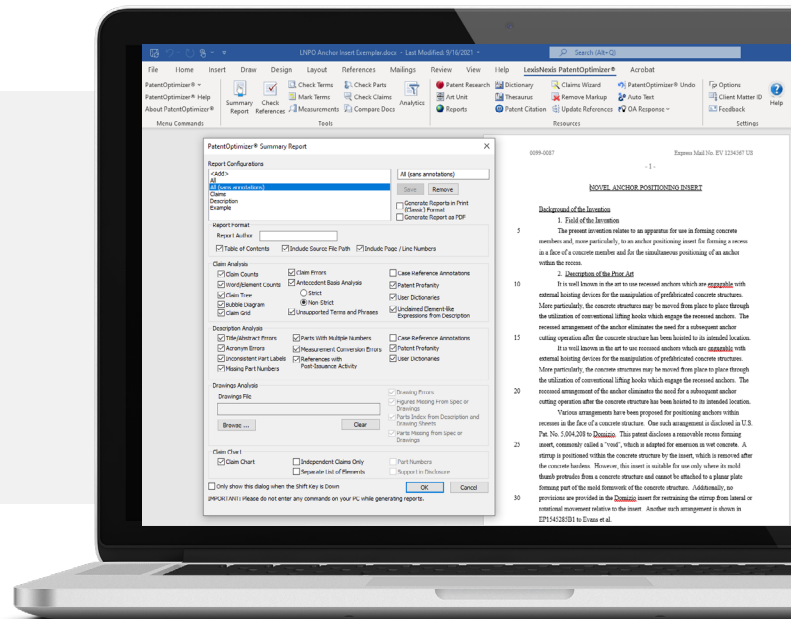 LNPO Anchor Insert Exemplar.docx - Last Modified: 9/16/2021
Search (Alt+Q)
File Home Insert Draw Design Layout References Mailings Review View Help LexisNexis PatentOptimizer® Acrobat
PatentOptimizer®
PatentOptimizer® Help
About PatentOptimizer®
Menu Commands
Summary Report
Check References
Check Terms
Mark Terms
Measurements
Check Parts
Check Claims
Compare Docs
Analytics
Tools
Patent Research
Art Unit
Reports
Dictionary
Thesaurus
Patent Citation
Claims Wizard
Remove Markup
Update References
PatentOptimizer® Undo
Auto Text
OA Response
Resources
Options
Client Matter ID
Feedback
Help
Settings
PatentOptimizer® Summary Report
Report Configurations
<Add>
All
All (sans annotations)
Claims
Description
Example
All (sans annotations)
Save Remove
Generate Reports in Print (Classic) Format
Generate Report as PDF
Report Format
Report Author
Table of Contents Include Source File Path Include Page / Line Numbers
Claim Analysis
Claim Counts
Word/Element Counts
Claim Tree
Bubble Diagram
Claim Grid
Claim Errors
Antecedent Basis Analysis
Strict
Non Strict
Unsupported Terms and Phrases
Case Reference Annotations
Patent Profanity
User Dictionaries
Undaimed Element-like
Expressions from Description
Description Analysis
Title/Abstract Errors
Acronym Errors
Inconsistent Part Labels
Missing Part Numbers
Parts With Multiple Numbers
Measurement Conversion Errors
References with
Post-Issuance Activity
Case Reference Annotations
Patent Profanity
User Dictionaries
Drawings Analysis
Drawings File
Browse ... Clear
Drawing Errors
Figures Missing From Spec or
Drawings
Parts Index from Description and
Drawing Sheets
Parts Missing from Spec or
Drawings
Claim Chart
Claim Chart
Independent Claims Only
Separate List of Elements
Part Numbers
Support in Disclosure
Only show this dialog when the Shift Key is Down
OK Cancel
IMPORTANT! Please do not enter any commands on your PC while generating reports.
0099-0087 Express Mail No. EV 1234567 US
- 1 -
NOVEL ANCHOR POSITIONING INSERT
Background of the Invention
1. Field of the Invention
5 The present invention relates to an apparatus for use in forming concrete
members and, more particularly, to an anchor positioning insert for forming a recess
in a face of a concrete member and for the simultaneous positioning of an anchor
within the recess.
2. Description of the Prior Art
10 It is well known in the art to use recessed anchors which are engagable with
external hoisting devices for the manipulation of prefabricated concrete structures.
More particularly, the concrete structures may be moved from place to place through
the utilization of conventional lifting hooks which engage the recessed anchors. The
recessed arrangement of the anchor eliminates the need for a subsequent anchor
15 cutting operation after the concrete structure has been hoisted to its intended location.
It is well known in the art to use recessed anchors which are engagable with
external hoisting devices for the manipulation of prefabricated concrete structures.
More particularly, the concrete structures may be moved from place to place through
the utilization of conventional lifting hooks which engage the recessed anchors. The
20 recessed arrangement of the anchor eliminates the need for a subsequent anchor
cutting operation after the concrete structure has been hoisted to its intended location.
Various arrangements have been proposed for positioning anchors within
recesses in the face of a concrete structure. One such arrangement is disclosed in U.S.
Pat. No. 5,004,208 to Domizio. This patent discloses a removable recess forming
25 insert, commonly called a "void", which is adapted for emersion in wet concrete. A
stirrup is positioned within the concrete structure by the insert, which is removed after
the concrete hardens. However, this insert is suitable for use only where its mold
thumb protrudes from a concrete structure and cannot be attached to a planar plate
forming part of the mold formwork of the concrete structure. Additionally, no
30 provisions are provided in the Domizio insert for restraining the stirrup from lateral or
rotational movement relative to the insert. Another such arrangement is shown in
EP1545285B1 to Evans et al.